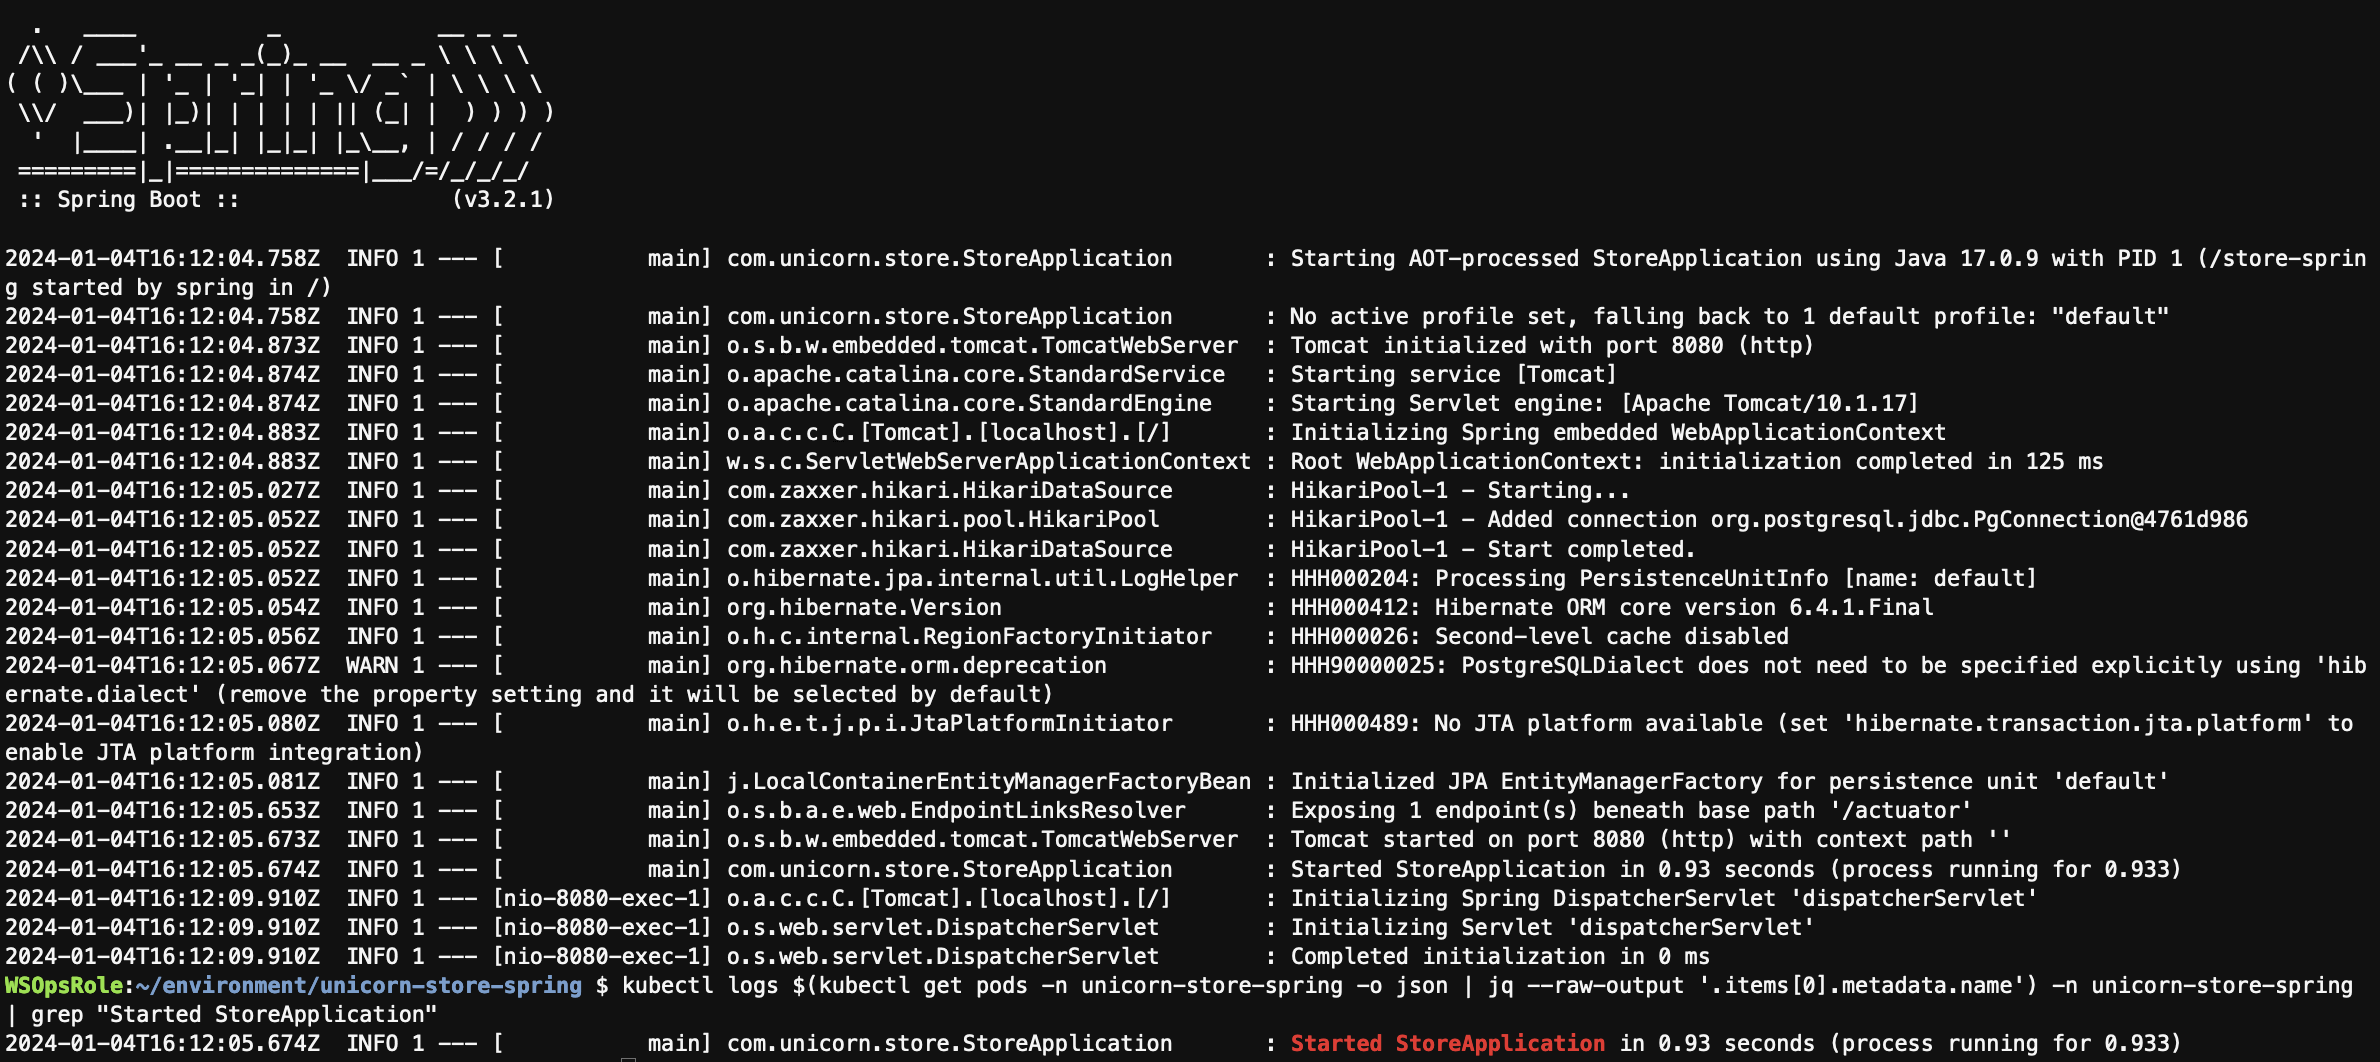 .   ____          _            __ _ _
 /\\ / ___'_ __ _ _(_)_ __  __ _ \ \ \ \
( ( )\___ | '_ | '_| | '_ \/ _` | \ \ \ \
 \\/  ___)| |_)| | | | | || (_| |  ) ) ) )
  '  |____| .__|_| |_|_| |_\__, | / / / /
 =========|_|==============|___/=/_/_/_/
 :: Spring Boot ::                (v3.2.1)
2024-01-04T16:12:04.758Z  INFO 1 --- [           main] com.unicorn.store.StoreApplication       : Starting AOT-processed StoreApplication using Java 17.0.9 with PID 1 (/store-sprin
g started by spring in /)
2024-01-04T16:12:04.758Z  INFO 1 --- [           main] com.unicorn.store.StoreApplication       : No active profile set, falling back to 1 default profile: "default"
2024-01-04T16:12:04.873Z  INFO 1 --- [           main] o.s.b.w.embedded.tomcat.TomcatWebServer  : Tomcat initialized with port 8080 (http)
2024-01-04T16:12:04.874Z  INFO 1 --- [           main] o.apache.catalina.core.StandardService   : Starting service [Tomcat]
2024-01-04T16:12:04.874Z  INFO 1 --- [           main] o.apache.catalina.core.StandardEngine    : Starting Servlet engine: [Apache Tomcat/10.1.17]
2024-01-04T16:12:04.883Z  INFO 1 --- [           main] o.a.c.c.C.[Tomcat].[localhost].[/]       : Initializing Spring embedded WebApplicationContext
2024-01-04T16:12:04.883Z  INFO 1 --- [           main] w.s.c.ServletWebServerApplicationContext : Root WebApplicationContext: initialization completed in 125 ms
2024-01-04T16:12:05.027Z  INFO 1 --- [           main] com.zaxxer.hikari.HikariDataSource       : HikariPool-1 - Starting...
2024-01-04T16:12:05.052Z  INFO 1 --- [           main] com.zaxxer.hikari.pool.HikariPool        : HikariPool-1 - Added connection org.postgresql.jdbc.PgConnection@4761d986
2024-01-04T16:12:05.052Z  INFO 1 --- [           main] com.zaxxer.hikari.HikariDataSource       : HikariPool-1 - Start completed.
2024-01-04T16:12:05.052Z  INFO 1 --- [           main] o.hibernate.jpa.internal.util.LogHelper  : HHH000204: Processing PersistenceUnitInfo [name: default]
2024-01-04T16:12:05.054Z  INFO 1 --- [           main] org.hibernate.Version                    : HHH000412: Hibernate ORM core version 6.4.1.Final
2024-01-04T16:12:05.056Z  INFO 1 --- [           main] o.h.c.internal.RegionFactoryInitiator    : HHH000026: Second-level cache disabled
2024-01-04T16:12:05.067Z  WARN 1 --- [           main] org.hibernate.orm.deprecation            : HHH90000025: PostgreSQLDialect does not need to be specified explicitly using 'hib
ernate.dialect' (remove the property setting and it will be selected by default)
2024-01-04T16:12:05.080Z  INFO 1 --- [           main] o.h.e.t.j.p.i.JtaPlatformInitiator       : HHH000489: No JTA platform available (set 'hibernate.transaction.jta.platform' to
enable JTA platform integration)
2024-01-04T16:12:05.081Z  INFO 1 --- [           main] j.LocalContainerEntityManagerFactoryBean : Initialized JPA EntityManagerFactory for persistence unit 'default'
2024-01-04T16:12:05.653Z  INFO 1 --- [           main] o.s.b.a.e.web.EndpointLinksResolver      : Exposing 1 endpoint(s) beneath base path '/actuator'
2024-01-04T16:12:05.673Z  INFO 1 --- [           main] o.s.b.w.embedded.tomcat.TomcatWebServer  : Tomcat started on port 8080 (http) with context path ''
2024-01-04T16:12:05.674Z  INFO 1 --- [           main] com.unicorn.store.StoreApplication       : Started StoreApplication in 0.93 seconds (process running for 0.933)
2024-01-04T16:12:09.910Z  INFO 1 --- [nio-8080-exec-1] o.a.c.c.C.[Tomcat].[localhost].[/]       : Initializing Spring DispatcherServlet 'dispatcherServlet'
2024-01-04T16:12:09.910Z  INFO 1 --- [nio-8080-exec-1] o.s.web.servlet.DispatcherServlet        : Initializing Servlet 'dispatcherServlet'
2024-01-04T16:12:09.910Z  INFO 1 --- [nio-8080-exec-1] o.s.web.servlet.DispatcherServlet        : Completed initialization in 0 ms
WSOpsRole:~/environment/unicorn-store-spring $ kubectl logs $(kubectl get pods -n unicorn-store-spring -o json | jq --raw-output '.items[0].metadata.name') -n unicorn-store-spring
| grep "Started StoreApplication"
2024-01-04T16:12:05.674Z  INFO 1 --- [           main] com.unicorn.store.StoreApplication       : Started StoreApplication in 0.93 seconds (process running for 0.933)